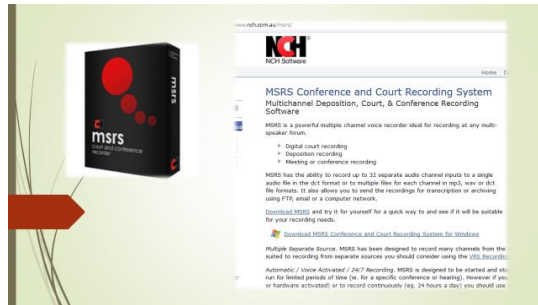 www.nch.com.au/msrs/
NCH
NCH Software
Home
msrs
msrs
court and conference
recorder
MSRS Conference and Court Recording System
Multichannel Deposition, Court, & Conference Recording
Software
MSRS is a powerful multiple channel voice recorder ideal for recording at any multi-
speaker forum.
Digital court recording
Deposition recording
Meeting or conference recording
MSRS has the ability to record up to 32 separate audio channel inputs to a single
audio file in the dct format or to multiple files for each channel in mp3, wav or dct
file formats. It also allows you to send the recordings for transcription or archiving
using FTP, email or a computer network.
Download MSRS and try it for yourself for a quick way to and see if it will be suitable
for your recording needs.
Download MSRS Conference and Court Recording System for Windows
Multiple Separate Source. MSRS has been designed to record many channels from the
suited to recording from separate sources you should consider using the VRS Recording
Automatic / Voice Activated / 24/7 Recording. MSRS is designed to be started and sto
run for limited periods of time (ie. for a specific conference or hearing). However if you
or hardware activated) or to record continuously (eg. 24 hours a day) you should use